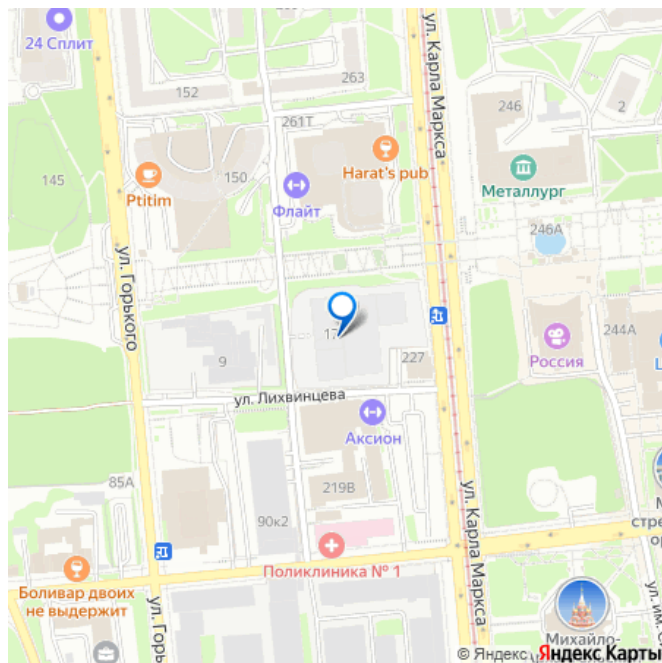 24 Сплит
152
263
ул. Карла Маркса
246
2
261Т
Harat's pub
145
150
Ptitim
Флайт
Металлург
246А
ул. Горького
17
227
9
Россия
244А
ул. Лихвинцева
Аксион
85А
219В
90к2
ул. Карла Маркса
Поликлиника № 1
Боливар двоих
не выдержит
ул. им.
Михайло-
© Яндекс Яндекс Карты